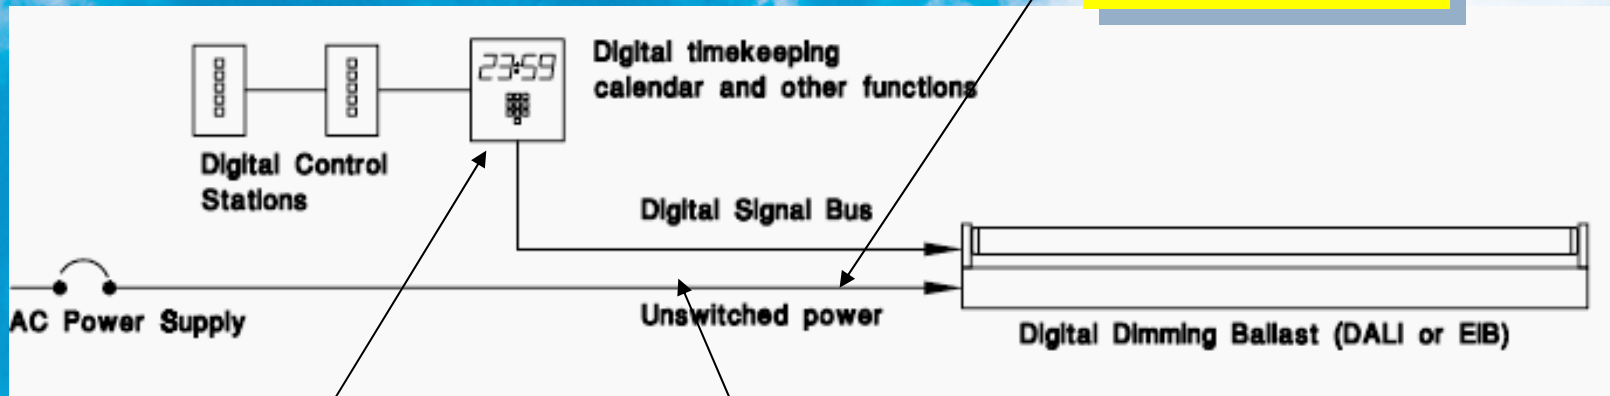 23:59
Digital timekeeping
calendar and other functions
Digital Control
Stations
Digital Signal Bus
AC Power Supply
Unswitched power
Digital Dimming Ballast (DALI or EIB)